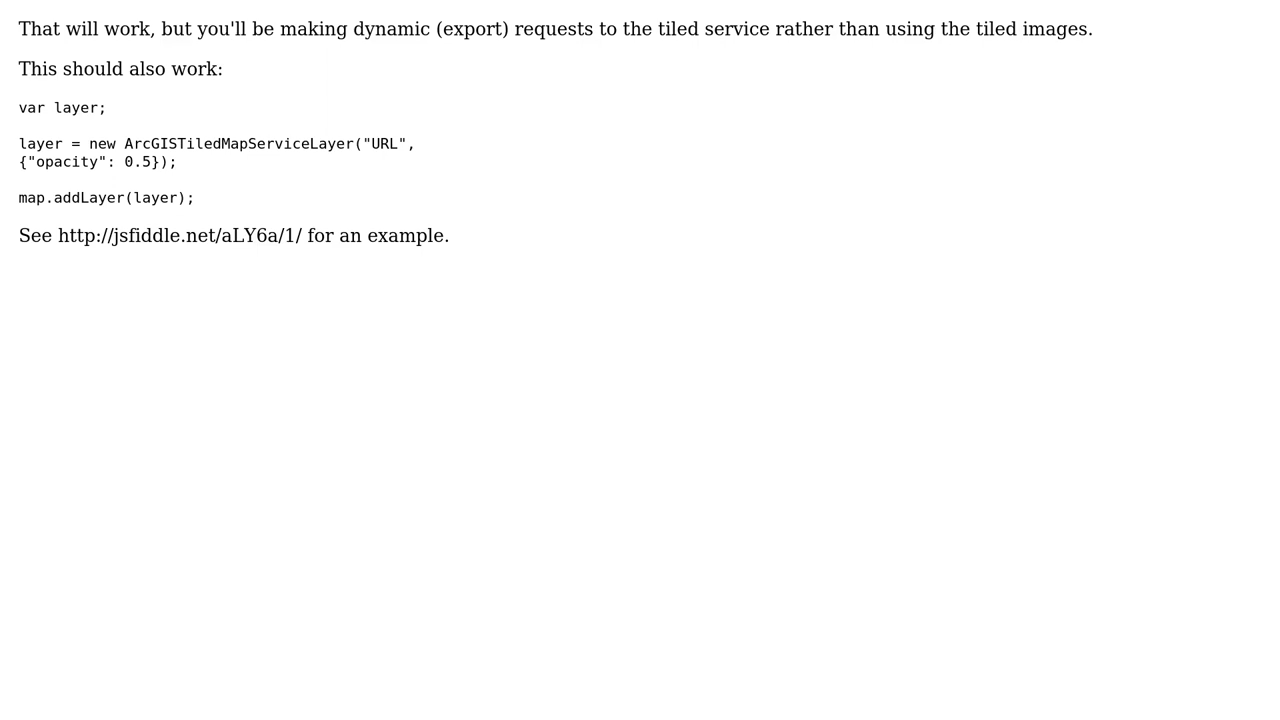 That will work, but you'll be making dynamic (export) requests to the tiled service rather than using the tiled images.
This should also work:
var layer;
layer = new ArcGISTiledMapServiceLayer("URL",
{"opacity": 0.5});
map.addLayer(layer);
See http://jsfiddle.net/aLY6a/1/ for an example.